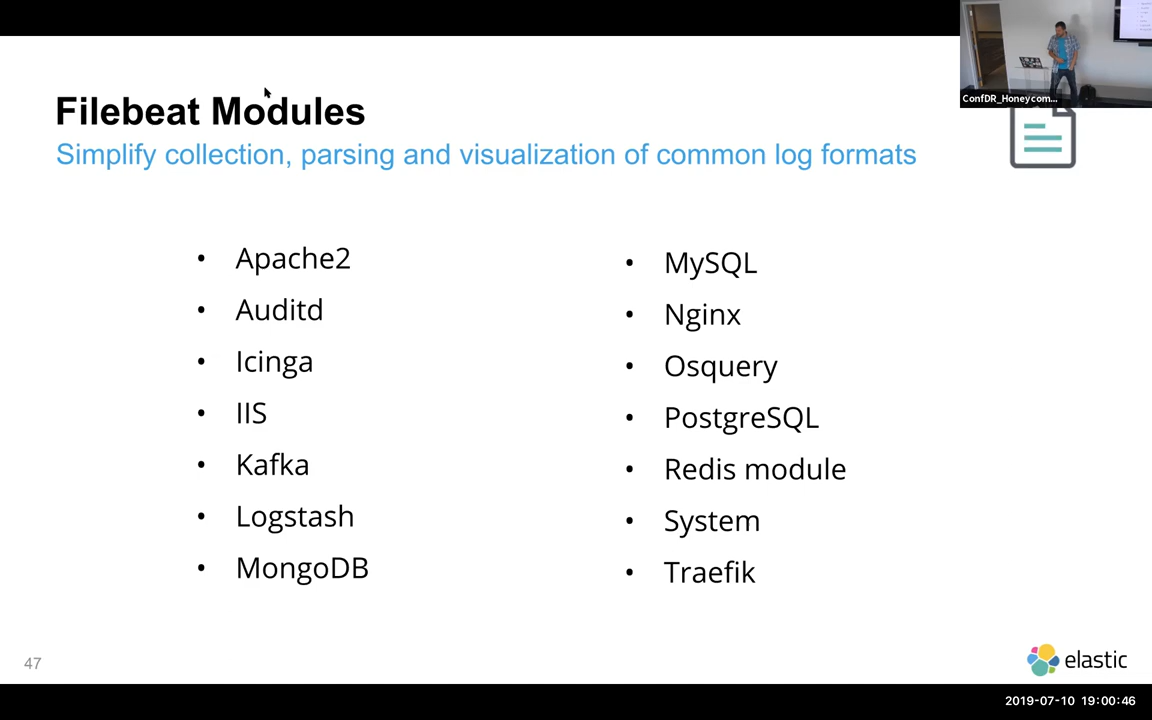 ConfDR_Honeycom...
Filebeat Modules
Simplify collection, parsing and visualization of common log formats
• Apache2
• Auditd
• Icinga
• IIS
• Kafka
• Logstash
• MongoDB
• MySQL
• Nginx
• Osquery
• PostgreSQL
• Redis module
• System
• Traefik
47
elastic
2019-07-10 19:00:46